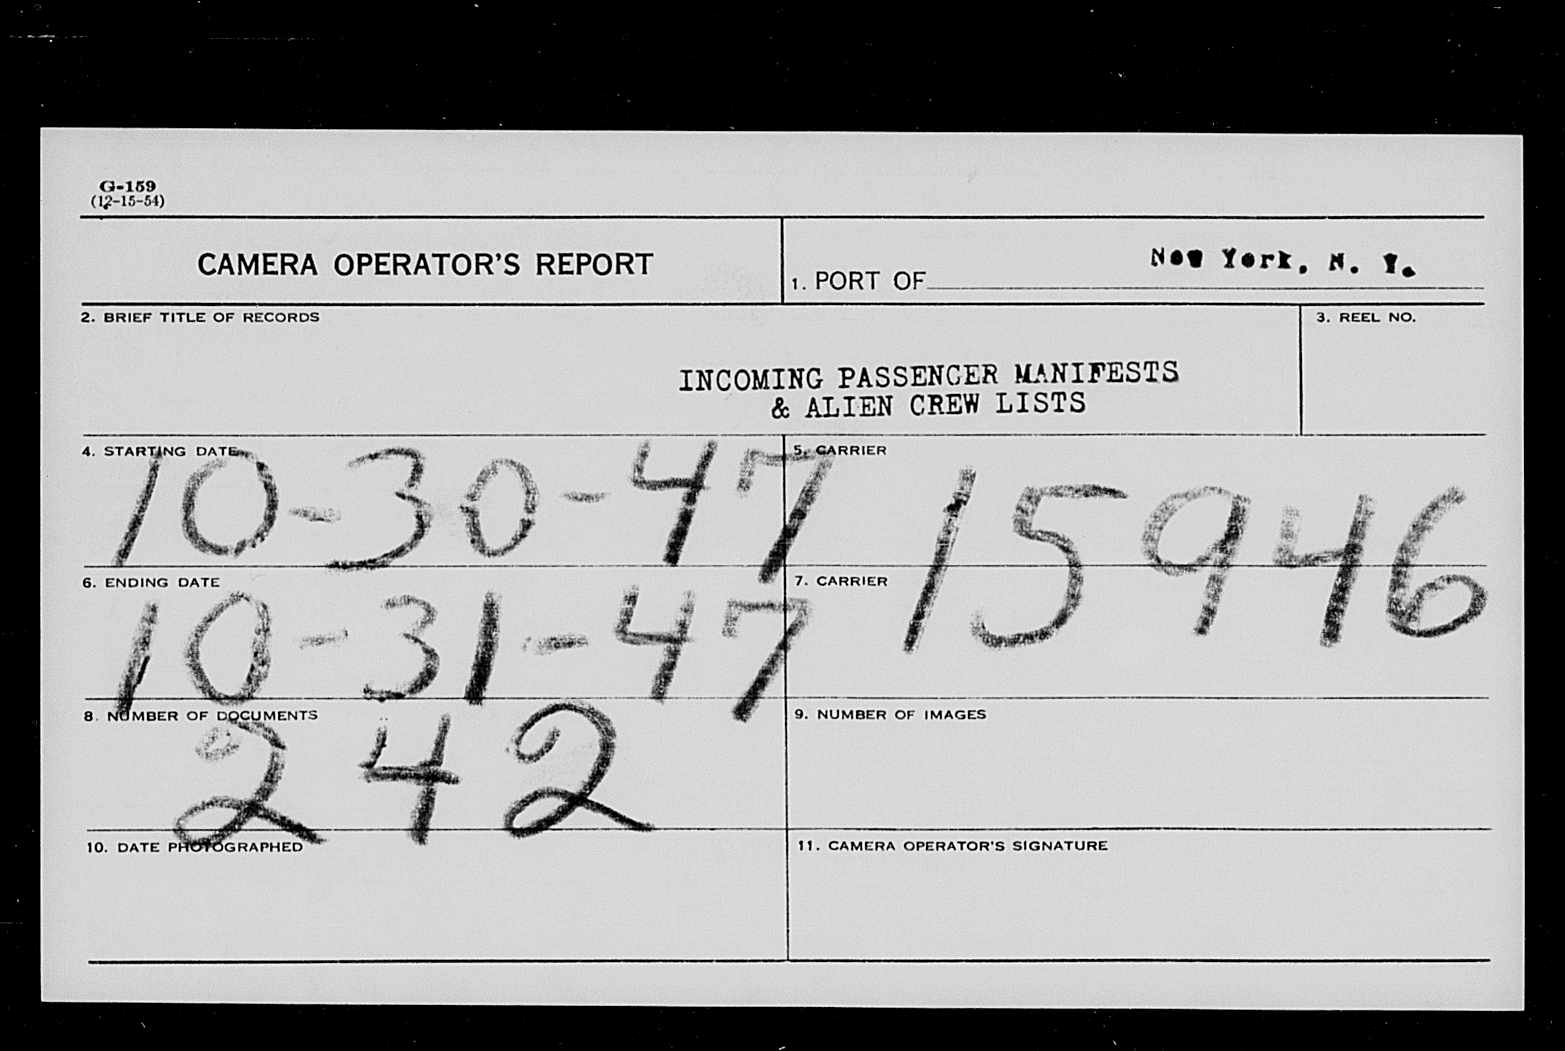 G-159
(12-15-54)
CAMERA OPERATOR'S REPORT
1. PORT OF New York, N. Y.
2. BRIEF TITLE OF RECORDS
3. REEL NO.
INCOMING PASSENGER MANIFESTS
& ALIEN CREW LISTS
4. STARTING DATE
10-30-47
5. CARRIER
15946
6. ENDING DATE
10-31-47
7. CARRIER
8. NUMBER OF DOCUMENTS
242
9. NUMBER OF IMAGES
10. DATE PHOTOGRAPHED
11. CAMERA OPERATOR'S SIGNATURE